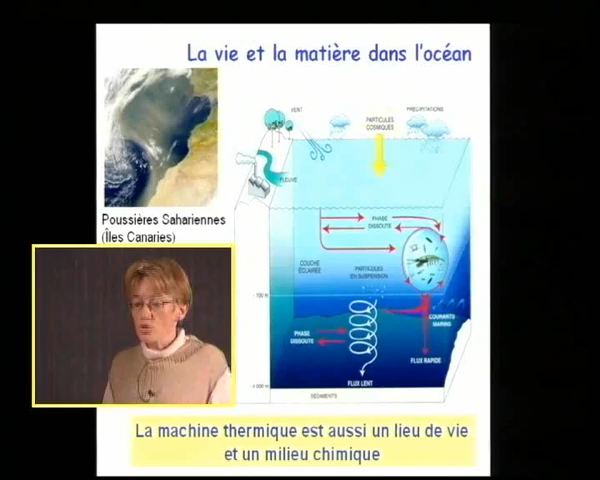 La vie et la matière dans l'océan
VENT
PRÉCIPITATIONS
PARTICULES
COSMIQUES
FLEUVE
Poussières Sahariennes
(Îles Canaries)
PHASE
DISSOUTE
COUCHE
ÉCLAIRÉE
PARTICULES
EN SUSPENSION
COURANTS
MARINS
PHASE
DISSOUTE
FLUX RAPIDE
FLUX LENT
SÉDIMENTS
La machine thermique est aussi un lieu de vie
et un milieu chimique